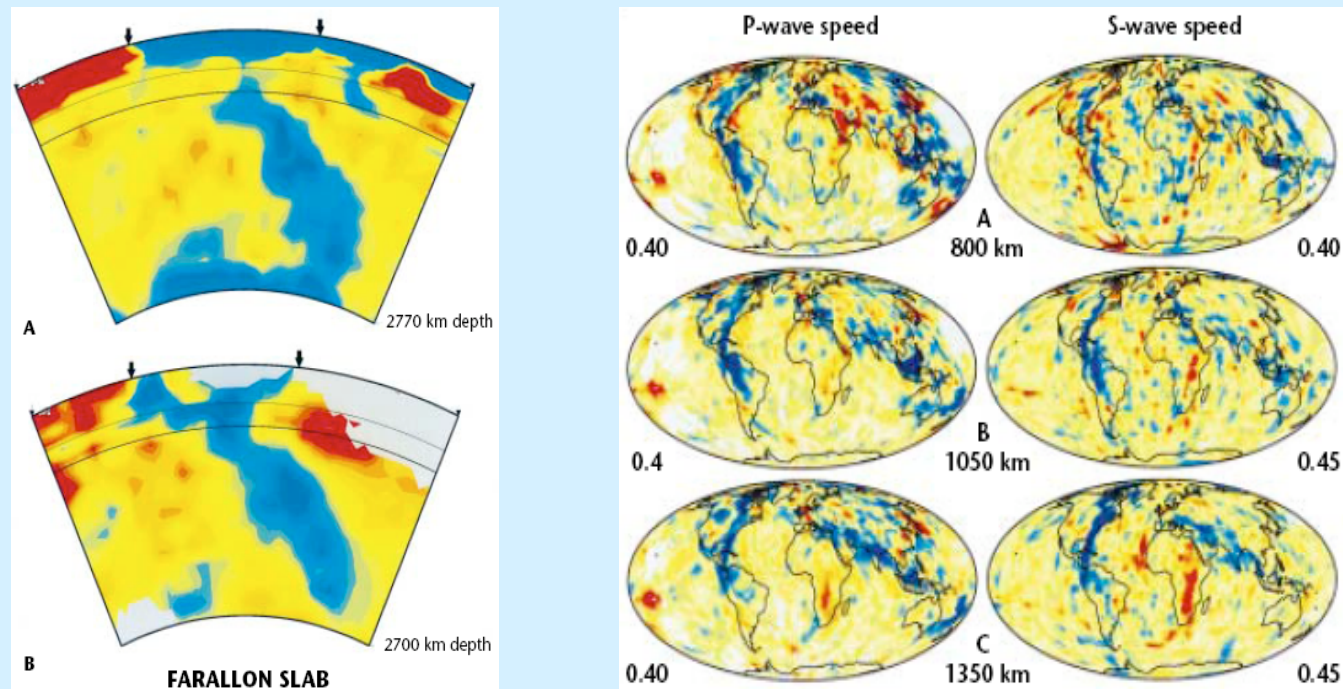 2770 km depth
A
2700 km depth
B
FARALLON SLAB
P-wave speed
S-wave speed
A
0.40
800 km
0.40
B
0.4
1050 km
0.45
C
0.40
1350 km
0.45